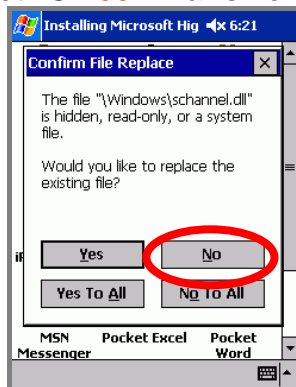 Installing Microsoft Hig 6:21
Confirm File Replace
The file "\Windows\schannel.dll"
is hidden, read-only, or a system
file.
Would you like to replace the
existing file?
Yes
No
Yes To All
No To All
MSN Pocket Excel Pocket
Messenger Word